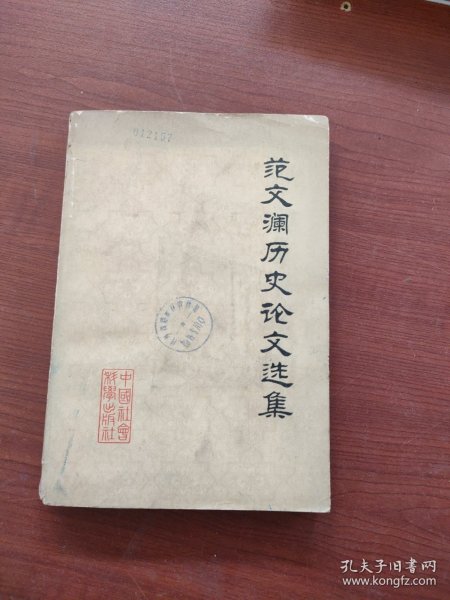 012157
范文澜历史论文选集
中國社會
科學出版社
孔夫子旧书网
www.kongfz.com